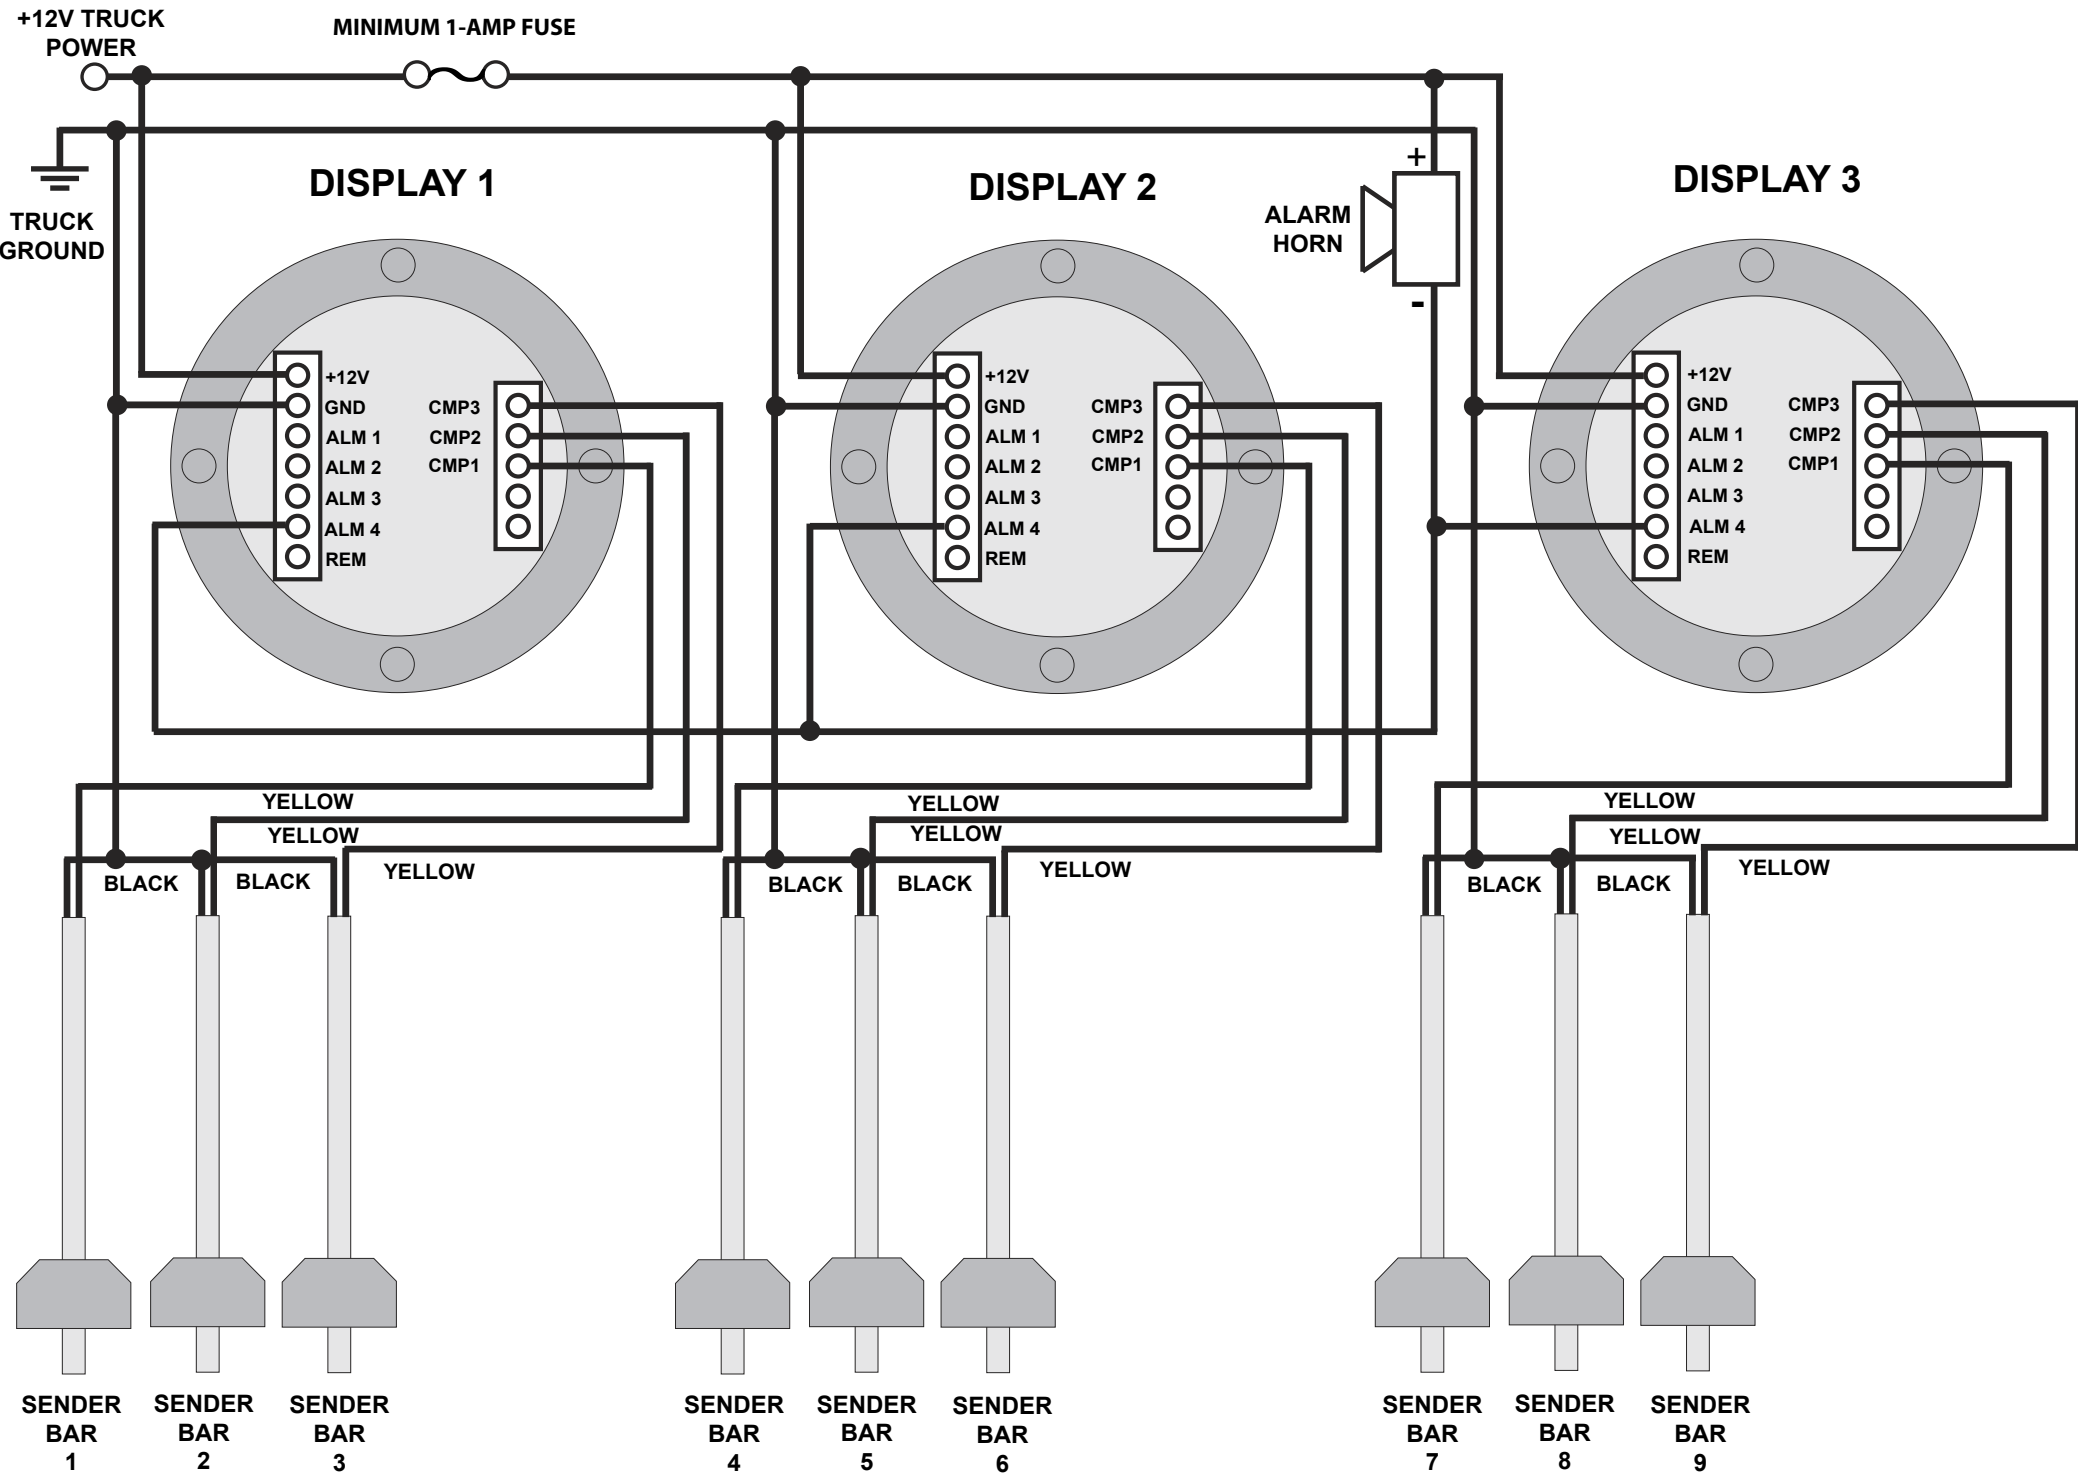 +12V TRUCK
POWER
MINIMUM 1-AMP FUSE
TRUCK
GROUND
DISPLAY 1
DISPLAY 2
DISPLAY 3
+
ALARM
HORN
-
+12V
GND
ALM 1
ALM 2
ALM 3
ALM 4
REM
CMP3
CMP2
CMP1
+12V
GND
ALM 1
ALM 2
ALM 3
ALM 4
REM
CMP3
CMP2
CMP1
+12V
GND
ALM 1
ALM 2
ALM 3
ALM 4
REM
CMP3
CMP2
CMP1
YELLOW
YELLOW
YELLOW
BLACK
BLACK
YELLOW
YELLOW
YELLOW
BLACK
BLACK
YELLOW
YELLOW
YELLOW
BLACK
BLACK
SENDER
BAR
1
SENDER
BAR
2
SENDER
BAR
3
SENDER
BAR
4
SENDER
BAR
5
SENDER
BAR
6
SENDER
BAR
7
SENDER
BAR
8
SENDER
BAR
9